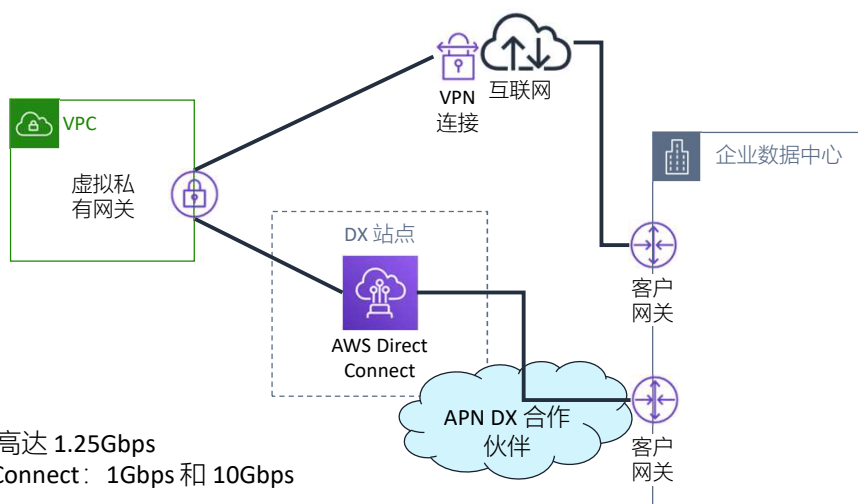 互联网
VPN
连接
VPC
企业数据中心
虚拟私
有网关
DX 站点
客户
网关
AWS Direct
Connect
APN DX 合作
伙伴
客户
网关
高达 1.25Gbps
Connect：1Gbps 和 10Gbps